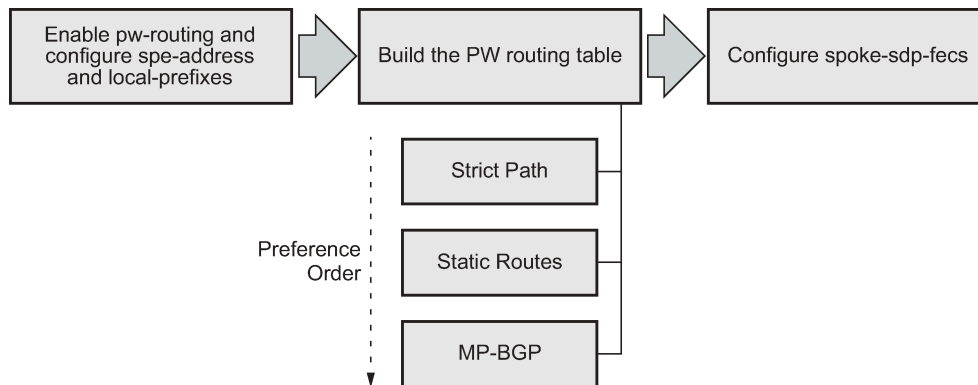 Enable pw-routing and
configure spe-address
and local-prefixes
Build the PW routing table
Configure spoke-sdp-fecs
Strict Path
Preference
Order
Static Routes
MP-BGP